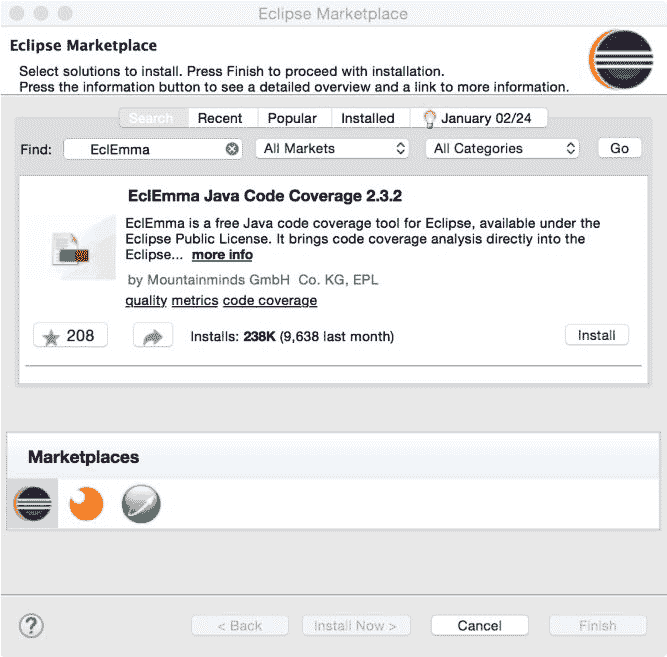 Eclipse Marketplace
Eclipse Marketplace
Select solutions to install. Press Finish to proceed with installation.
Press the information button to see a detailed overview and a link to more information.
Search Recent Popular Installed January 02/24
Find: EclEmma All Markets All Categories Go
EclEmma Java Code Coverage 2.3.2
EclEmma is a free Java code coverage tool for Eclipse, available under the
Eclipse Public License. It brings code coverage analysis directly into the
Eclipse... more info
by Mountainminds GmbH Co. KG, EPL
quality metrics code coverage
208 Installs: 238K (9,638 last month) Install
Marketplaces
? < Back Install Now > Cancel Finish